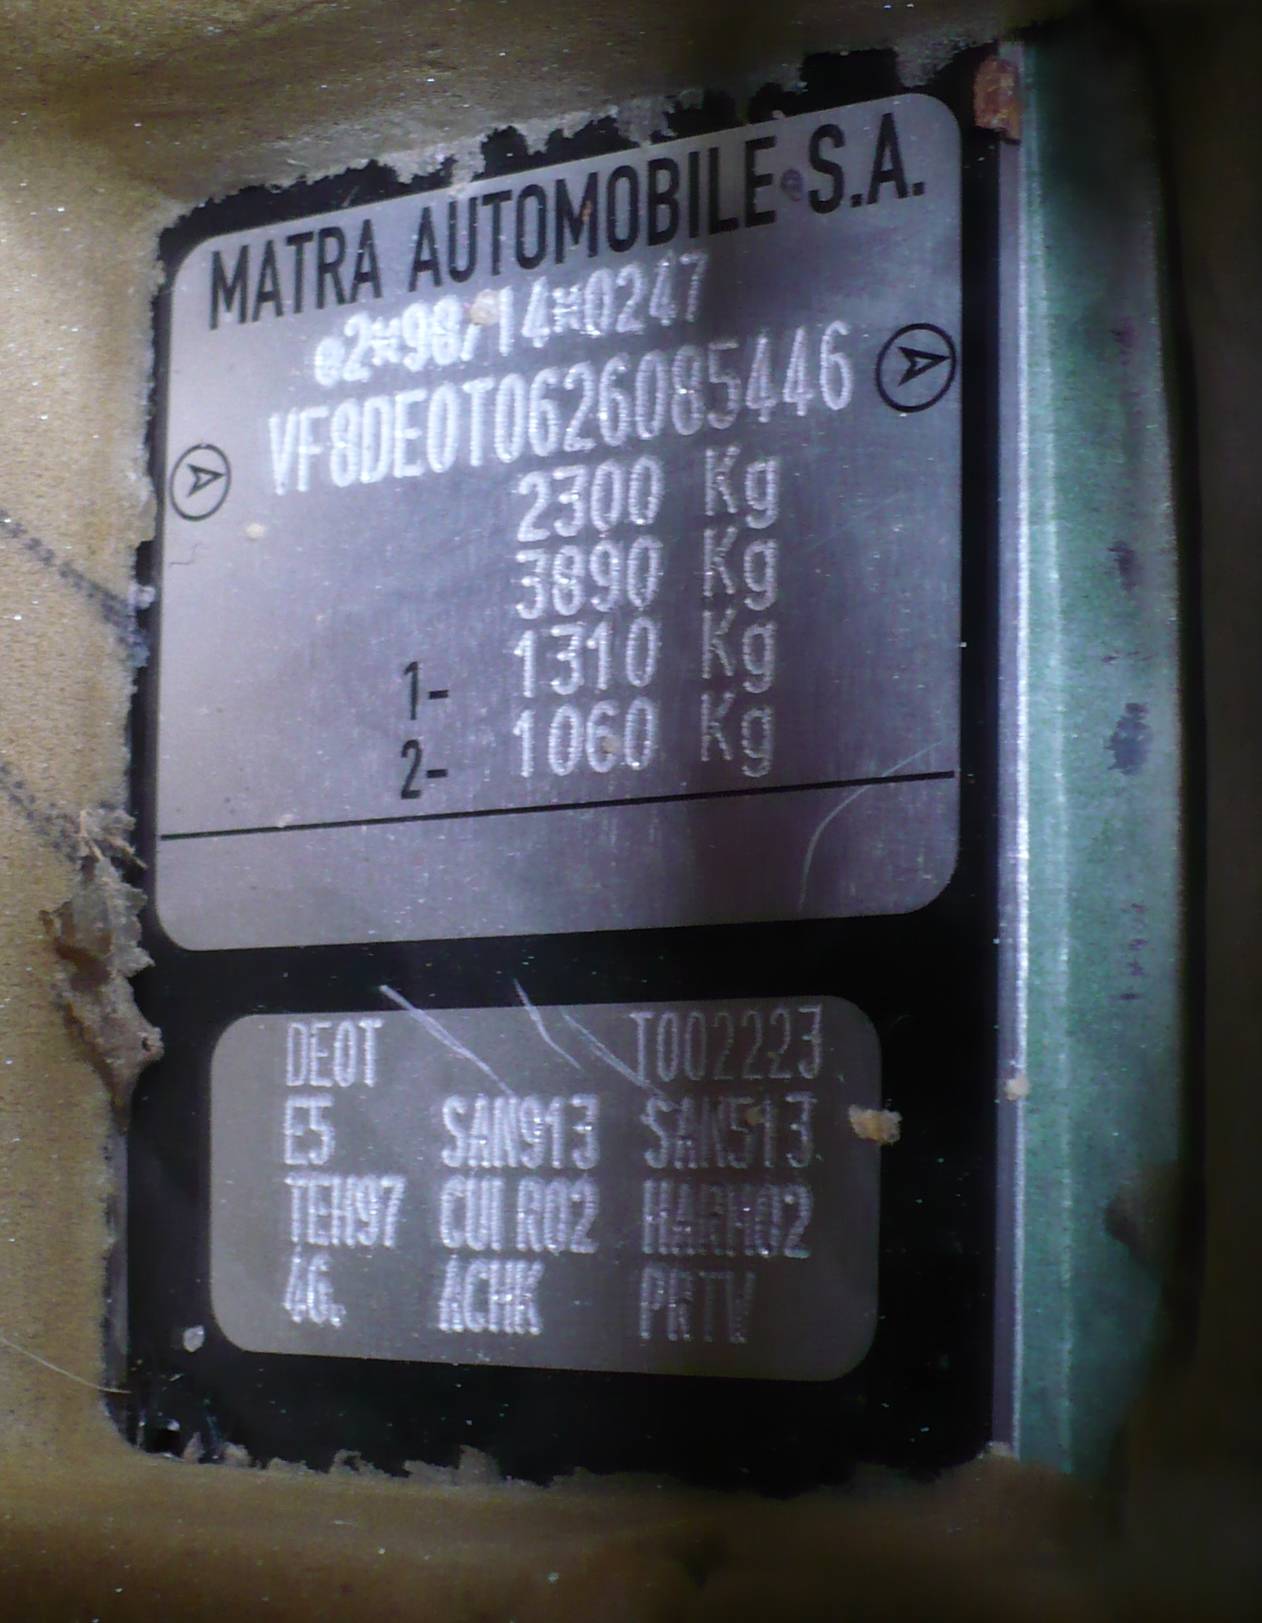 MATRA AUTOMOBILE S.A.
e2*98/14*0247
VF8DE0T0626085446
2300 Kg
3890 Kg
1- 1310 Kg
2- 1060 Kg
DE0T T002223
E5 SAN913 SAN513
TEH97 CUIR02 HARM02
4G. ACHK PRTV